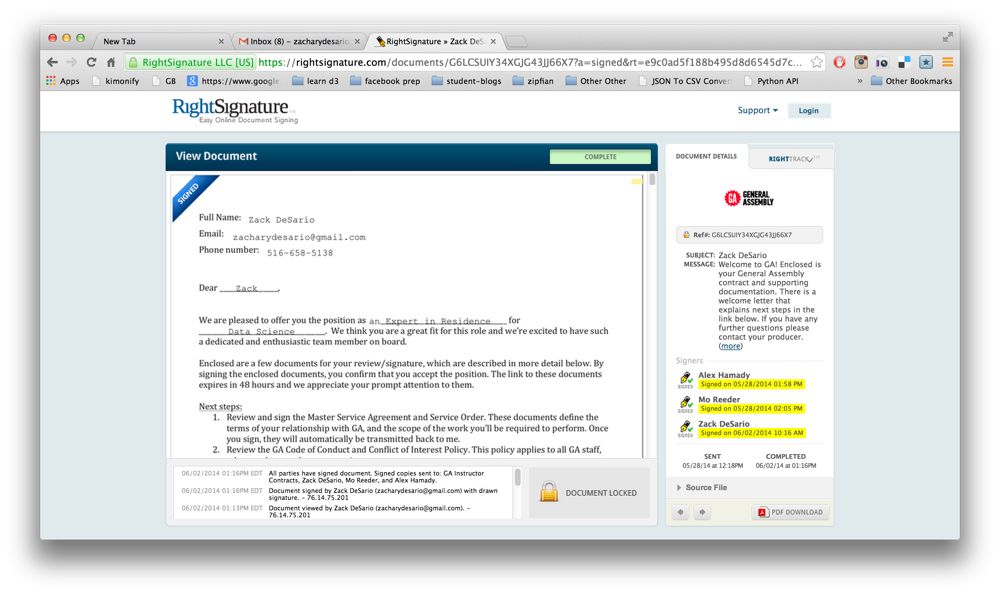 New Tab
Inbox (8) – zacharydesario
RightSignature » Zack DeSa
RightSignature LLC [US]
https://rightsignature.com/documents/G6LCSUIY34XGJG43JJ66X7?a=signed&rt=e9c0ad5f188b495d8d6545d7c...
Apps
kimonify
GB
https://www.google.
learn d3
facebook prep
student-blogs
zipfian
Other Other
JSON To CSV Conver
Python API
»
Other Bookmarks
RightSignature
Easy Online Document Signing
Support
Login
View Document
COMPLETE
SIGNED
Full Name: Zack DeSario
Email: zacharydesario@gmail.com
Phone number: 516-658-5138
Dear Zack,
We are pleased to offer you the position as an Expert in Residence for
Data Science. We think you are a great fit for this role and we're excited to have such
a dedicated and enthusiastic team member on board.
Enclosed are a few documents for your review/signature, which are described in more detail below. By
signing the enclosed documents, you confirm that you accept the position. The link to these documents
expires in 48 hours and we appreciate your prompt attention to them.
Next steps:
1. Review and sign the Master Service Agreement and Service Order. These documents define the
terms of your relationship with GA, and the scope of the work you'll be required to perform. Once
you sign, they will automatically be transmitted back to me.
2. Review the GA Code of Conduct and Conflict of Interest Policy. This policy applies to all GA staff,
06/02/2014 01:16PM EDT All parties have signed document. Signed copies sent to: GA Instructor
Contracts, Zack DeSario, Mo Reeder, and Alex Hamady.
06/02/2014 01:16PM EDT Document signed by Zack DeSario (zacharydesario@gmail.com) with drawn
signature. – 76.14.75.201
06/02/2014 01:13PM EDT Document viewed by Zack DeSario (zacharydesario@gmail.com). –
76.14.75.201
DOCUMENT LOCKED
DOCUMENT DETAILS
RIGHTTRACK
GA GENERAL
ASSEMBLY
Ref#: G6LCSUIY34XGJG43JJ66X7
SUBJECT: Zack DeSario
MESSAGE: Welcome to GA! Enclosed is
your General Assembly
contract and supporting
documentation. There is a
welcome letter that
explains next steps in the
link below. If you have any
further questions please
contact your producer.
(more)
Signers
Alex Hamady
SIGNED
Signed on 05/28/2014 01:58 PM
Mo Reeder
SIGNED
Signed on 05/28/2014 02:05 PM
Zack DeSario
SIGNED
Signed on 06/02/2014 10:16 AM
SENT
05/28/14 at 12:18PM
COMPLETED
06/02/14 at 01:16PM
Source File
PDF DOWNLOAD